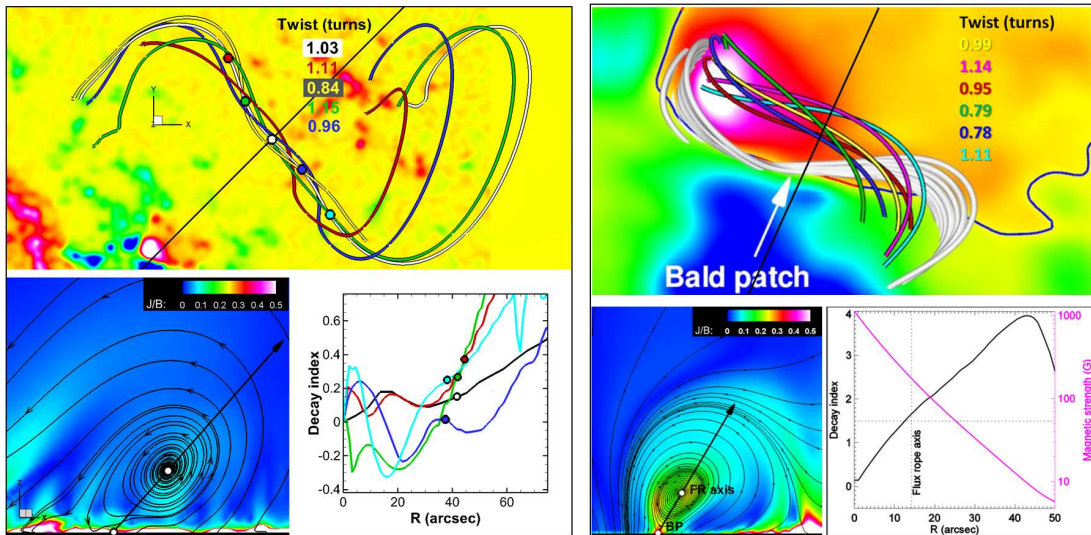 Twist (turns)
1.03
1.11
0.84
1.15
0.96
Y
Z
X
J/B: 0 0.1 0.2 0.3 0.4 0.5
Z
X
Decay index
0.6
0.4
0.2
0
-0.2
-0.4
0 20 40 60
R (arcsec)
Twist (turns)
0.99
1.14
0.95
0.79
0.78
1.11
Bald patch
J/B: 0 0.1 0.2 0.3 0.4 0.5
FR axis
BP
Decay index
4
3
2
1
0
Flux rope axis
1000
100
10
Magnetic strength (G)
0 10 20 30 40 50
R (arcsec)